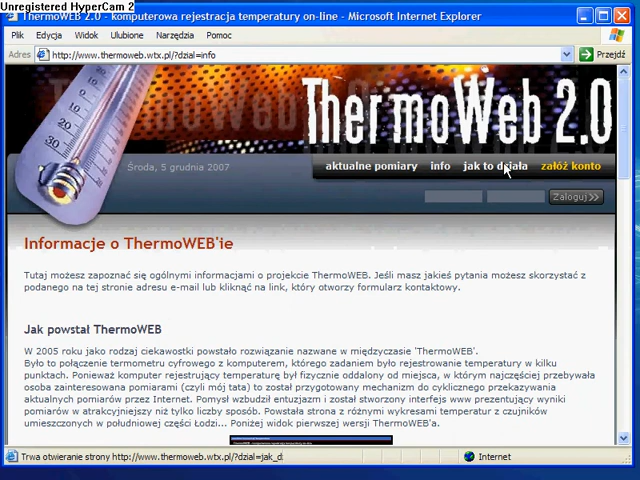 Unregistered HyperCam 2
ThermoWEB 2.0 - komputerowa rejestracja temperatury on-line - Microsoft Internet Explorer
Plik Edycja Widok Ulubione Narzędzia Pomoc
Adres http://www.thermoweb.wtx.pl/?dzial=info Przejdź
ThermoWeb 2.0
Środa, 5 grudnia 2007
aktualne pomiary info jak to działa załóż konto
Zaloguj >>
Informacje o ThermoWEB'ie
Tutaj możesz zapoznać się ogólnymi informacjami o projekcie ThermoWEB. Jeśli masz jakieś pytania możesz skorzystać z
podanego na tej stronie adresu e-mail lub kliknąć na link, który otworzy formularz kontaktowy.
Jak powstał ThermoWEB
W 2005 roku jako rodzaj ciekawostki powstało rozwiązanie nazwane w międzyczasie 'ThermoWEB'.
Było to połączenie termometru cyfrowego z komputerem, którego zadaniem było rejestrowanie temperatury w kilku
punktach. Ponieważ komputer rejestrujący temperaturę był fizycznie oddalony od miejsca, w którym najczęściej przebywała
osoba zainteresowana pomiarami (czyli mój tata) to został przygotowany mechanizm do cyklicznego przekazywania
aktualnych pomiarów przez Internet. Pomysł wzbudził entuzjazm i został stworzony interfejs www prezentujący wyniki
pomiarów w atrakcyjniejszy niż tylko liczby sposób. Powstała strona z różnymi wykresami temperatur z czujników
umieszczonych w południowej części Łodzi... Poniżej widok pierwszej wersji ThermoWEB'a.
Trwa otwieranie strony http://www.thermoweb.wtx.pl/?dzial=jak_d Internet